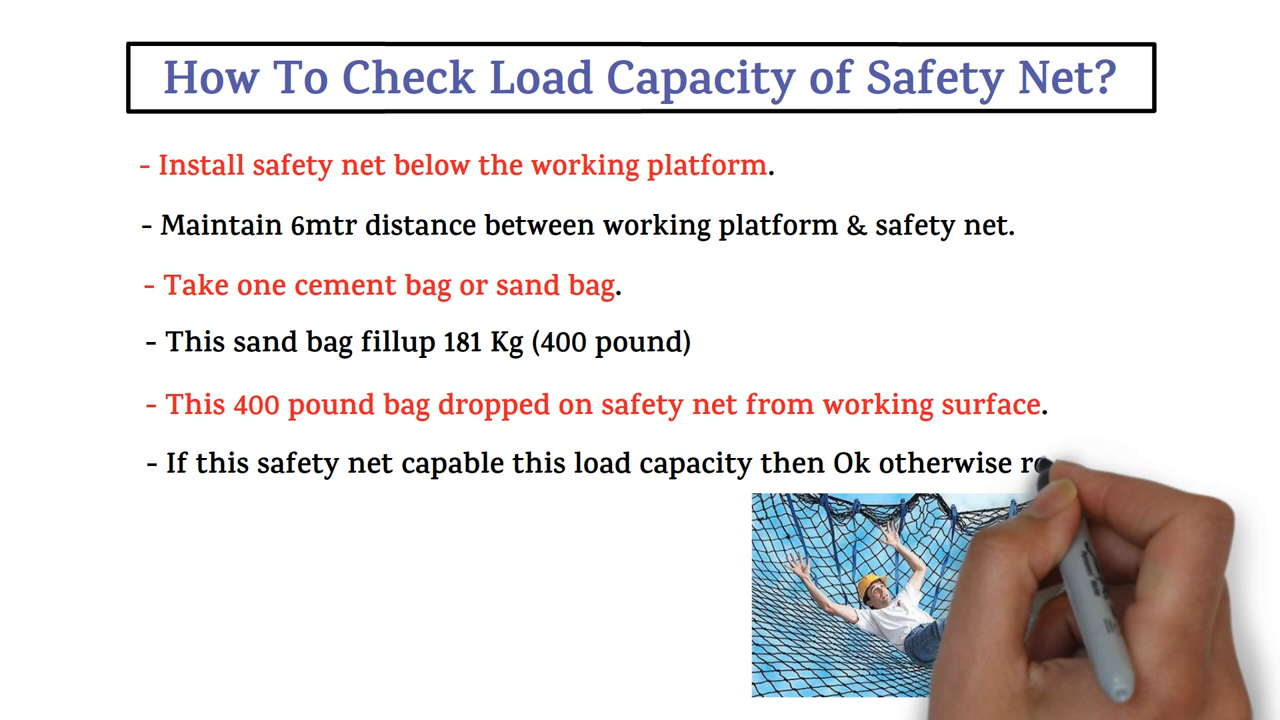 How To Check Load Capacity of Safety Net?
- Install safety net below the working platform.
- Maintain 6mtr distance between working platform & safety net.
- Take one cement bag or sand bag.
- This sand bag fillup 181 Kg (400 pound)
- This 400 pound bag dropped on safety net from working surface.
- If this safety net capable this load capacity then Ok otherwise